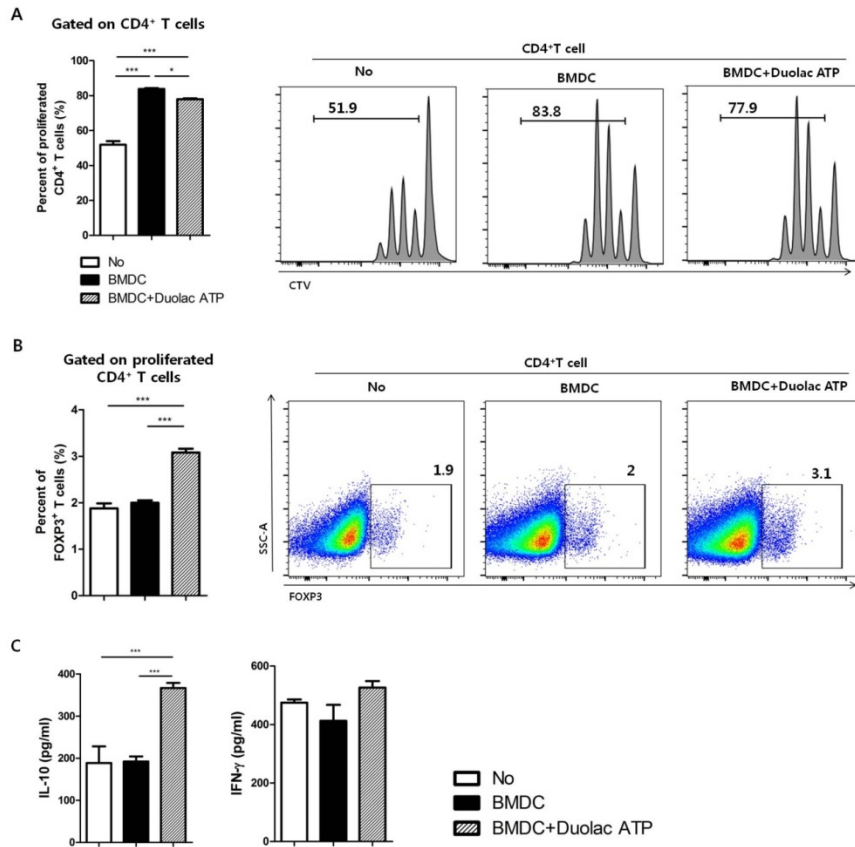 A
Gated on CD4⁺ T cells
***
***
*
Percent of proliferated
CD4⁺ T cells (%)
100
80
60
40
20
0
No
BMDC
BMDC+Duolac ATP
CD4⁺T cell
No
BMDC
BMDC+Duolac ATP
51.9
83.8
77.9
CTV
B
Gated on proliferated
CD4⁺ T cells
***
***
Percent of
FOXP3⁺ T cells (%)
4
3
2
1
0
CD4⁺T cell
No
BMDC
BMDC+Duolac ATP
1.9
2
3.1
SSC-A
FOXP3
C
***
***
IL-10 (pg/ml)
400
300
200
100
0
IFN-γ (pg/ml)
600
400
200
0
No
BMDC
BMDC+Duolac ATP